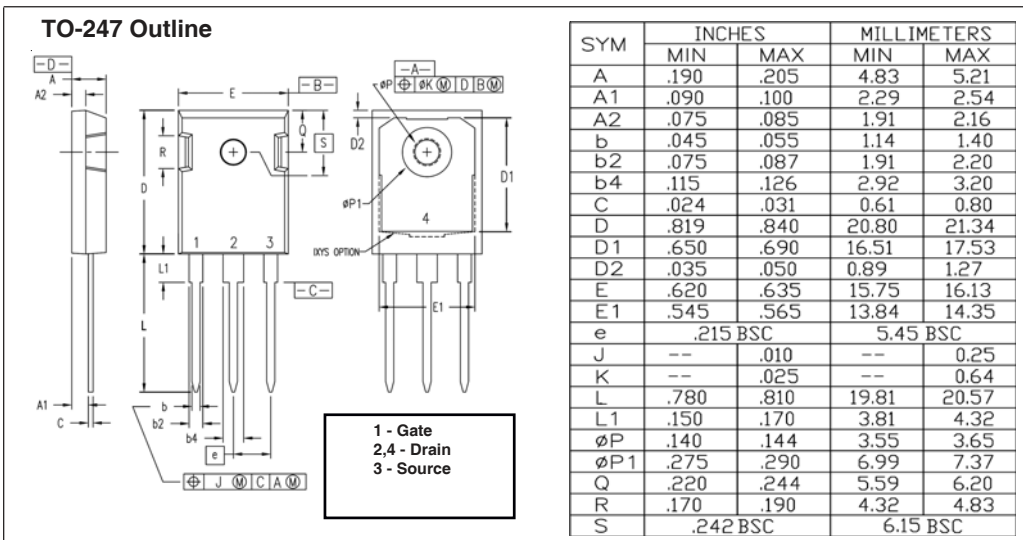 TO-247 Outline
-D-
A
A2
E
-B-
-A-
øP ⌖ øK Ⓜ D BⓂ
Q
S
D2
R
D
øP1
D1
4
1 2 3
IXYS OPTION
L1
-C-
E1
L
A1
C
b
b2
b4
e
⌖ J Ⓜ C AⓂ
1 - Gate
2,4 - Drain
3 - Source
SYM INCHES MILLIMETERS
MIN MAX MIN MAX
A .190 .205 4.83 5.21
A1 .090 .100 2.29 2.54
A2 .075 .085 1.91 2.16
b .045 .055 1.14 1.40
b2 .075 .087 1.91 2.20
b4 .115 .126 2.92 3.20
C .024 .031 0.61 0.80
D .819 .840 20.80 21.34
D1 .650 .690 16.51 17.53
D2 .035 .050 0.89 1.27
E .620 .635 15.75 16.13
E1 .545 .565 13.84 14.35
e .215 BSC 5.45 BSC
J -- .010 -- 0.25
K -- .025 -- 0.64
L .780 .810 19.81 20.57
L1 .150 .170 3.81 4.32
øP .140 .144 3.55 3.65
øP1 .275 .290 6.99 7.37
Q .220 .244 5.59 6.20
R .170 .190 4.32 4.83
S .242 BSC 6.15 BSC